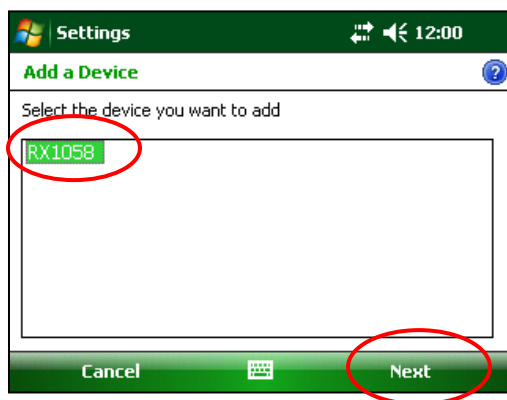 Settings 12:00
Add a Device ?
Select the device you want to add
RX1058
Cancel Next